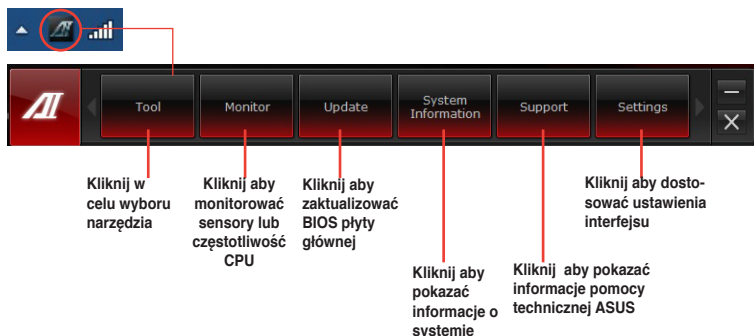 Tool
Monitor
Update
System
Information
Support
Settings
Kliknij w
celu wyboru
narzędzia
Kliknij aby
monitorować
sensory lub
częstotliwość
CPU
Kliknij aby
zaktualizować
BIOS płyty
głównej
Kliknij aby
pokazać
informacje o
systemie
Kliknij aby pokazać
informacje pomocy
technicznej ASUS
Kliknij aby dosto-
sować ustawienia
interfejsu